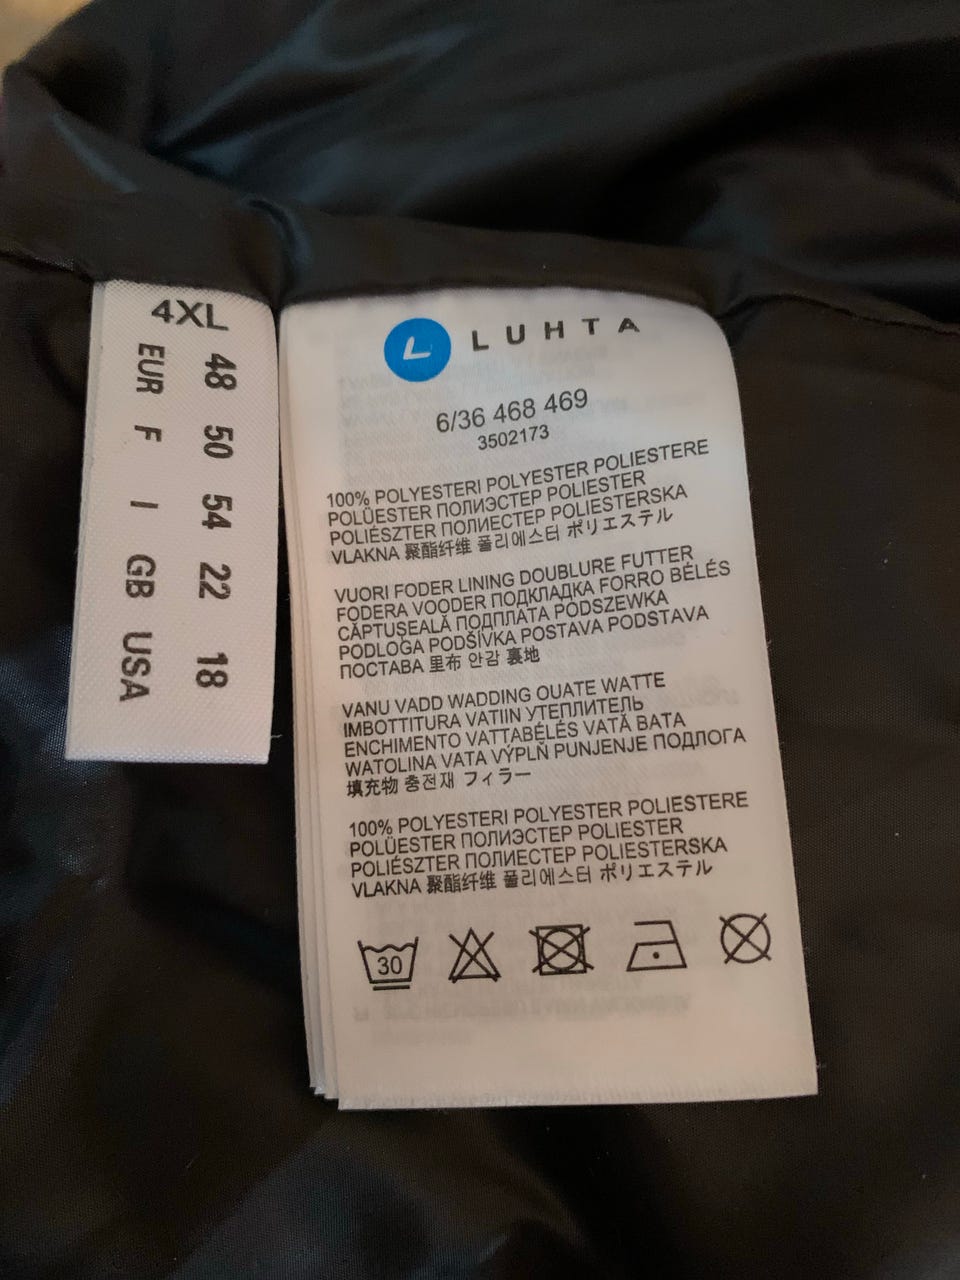 4XL
EUR 48
F 50
I 54
GB 22
USA 18
L LUHTA
6/36 468 469
3502173
100% POLYESTERI POLYESTER POLIESTERE
POLÜESTER ПОЛИЭСТЕР POLIESTER
POLIÉSZTER ПОЛИЕСТЕР POLIESTERSKA
VLAKNA 聚酯纤维 폴리에스터 ポリエステル
VUORI FODER LINING DOUBLURE FUTTER
FODERA VOODER ПОДКЛАДКА FORRO BÉLÉS
CĂPTUŞEALĂ ПОДПЛАТА PODSZEWKA
PODLOGA PODŠÍVKA POSTAVA PODSTAVA
ПОСТАВА 里布 안감 裏地
VANU VADD WADDING OUATE WATTE
IMBOTTITURA VATIIN УТЕПЛИТЕЛЬ
ENCHIMENTO VATTABÉLÉS VATĂ BATA
WATOLINA VATA VÝPLŇ PUNJENJE ПОДЛОГА
填充物 충전재 フィラー
100% POLYESTERI POLYESTER POLIESTERE
POLÜESTER ПОЛИЭСТЕР POLIESTER
POLIÉSZTER ПОЛИЕСТЕР POLIESTERSKA
VLAKNA 聚酯纤维 폴리에스터 ポリエステル
30